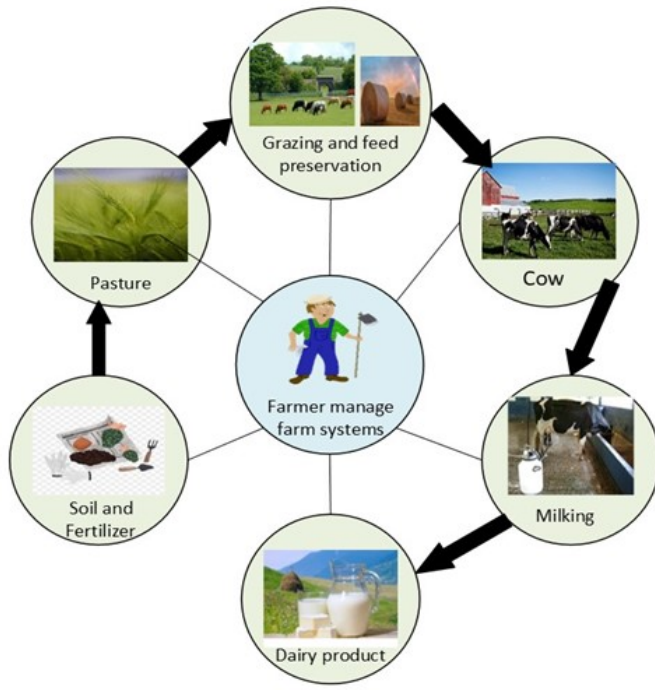 Grazing and feed
preservation
Pasture
Cow
Farmer manage
farm systems
Soil and
Fertilizer
Milking
Dairy product